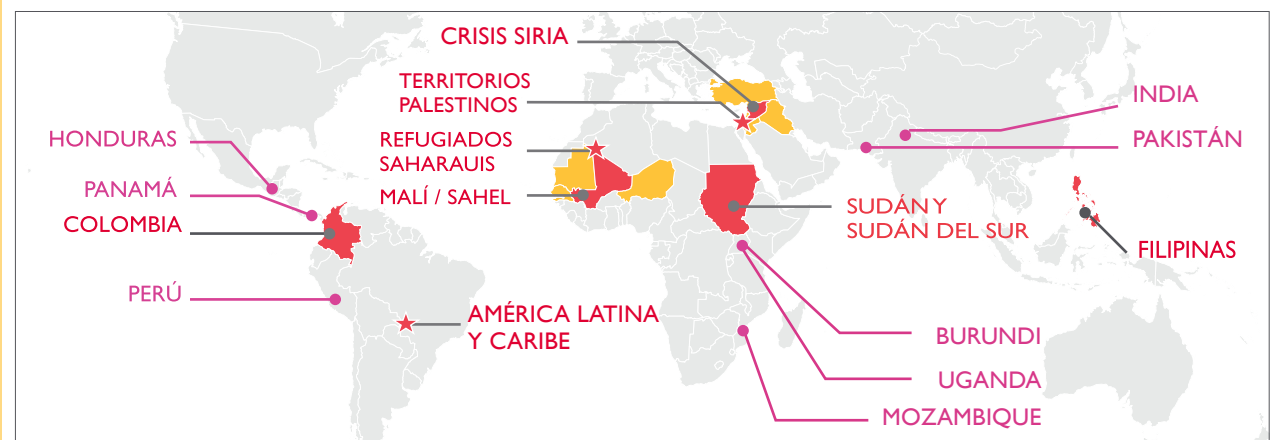 CRISIS SIRIA
TERRITORIOS
PALESTINOS
REFUGIADOS
SAHARAUIS
MALÍ / SAHEL
HONDURAS
PANAMÁ
COLOMBIA
PERÚ
AMÉRICA LATINA
Y CARIBE
INDIA
PAKISTÁN
SUDÁN Y
SUDÁN DEL SUR
FILIPINAS
BURUNDI
UGANDA
MOZAMBIQUE